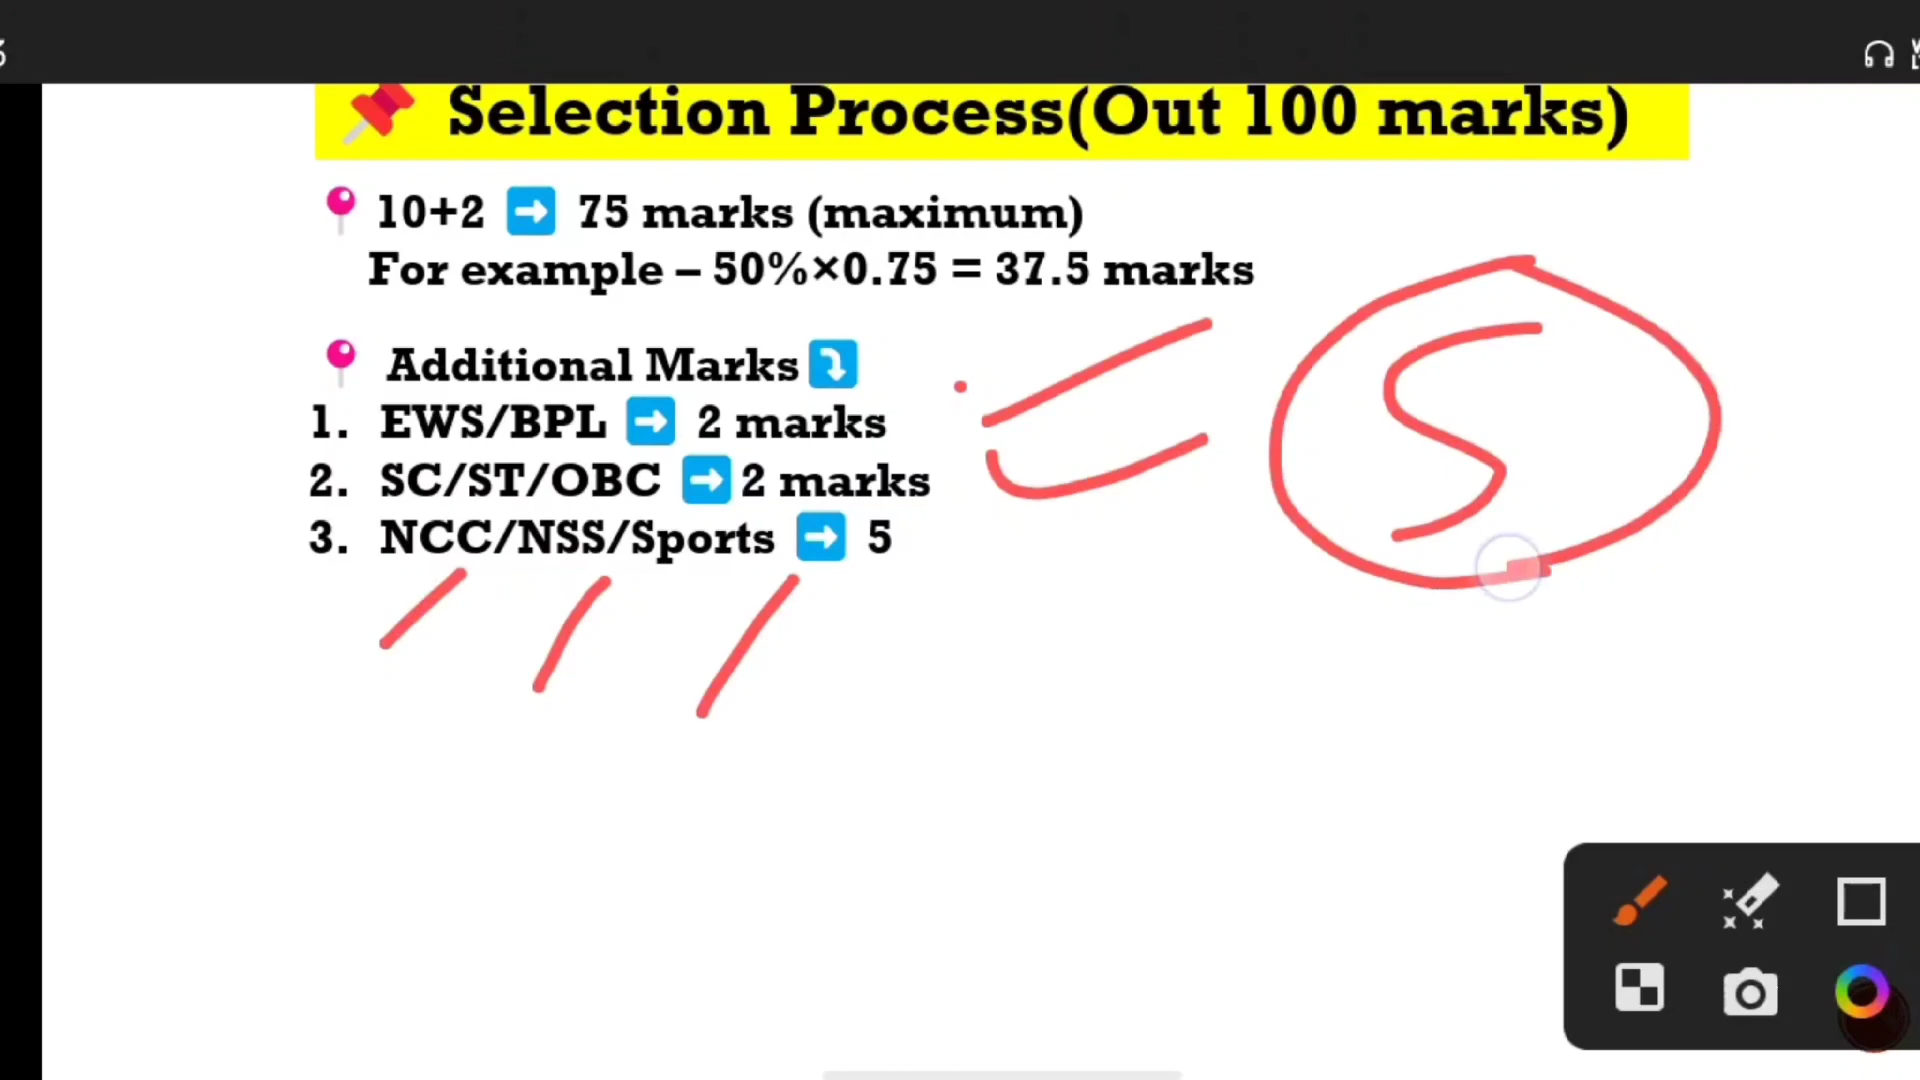 Selection Process(Out 100 marks)
10+2 ➡ 75 marks (maximum)
For example – 50%×0.75 = 37.5 marks
Additional Marks⤵
1. EWS/BPL ➡ 2 marks
2. SC/ST/OBC ➡ 2 marks
3. NCC/NSS/Sports ➡ 5
5